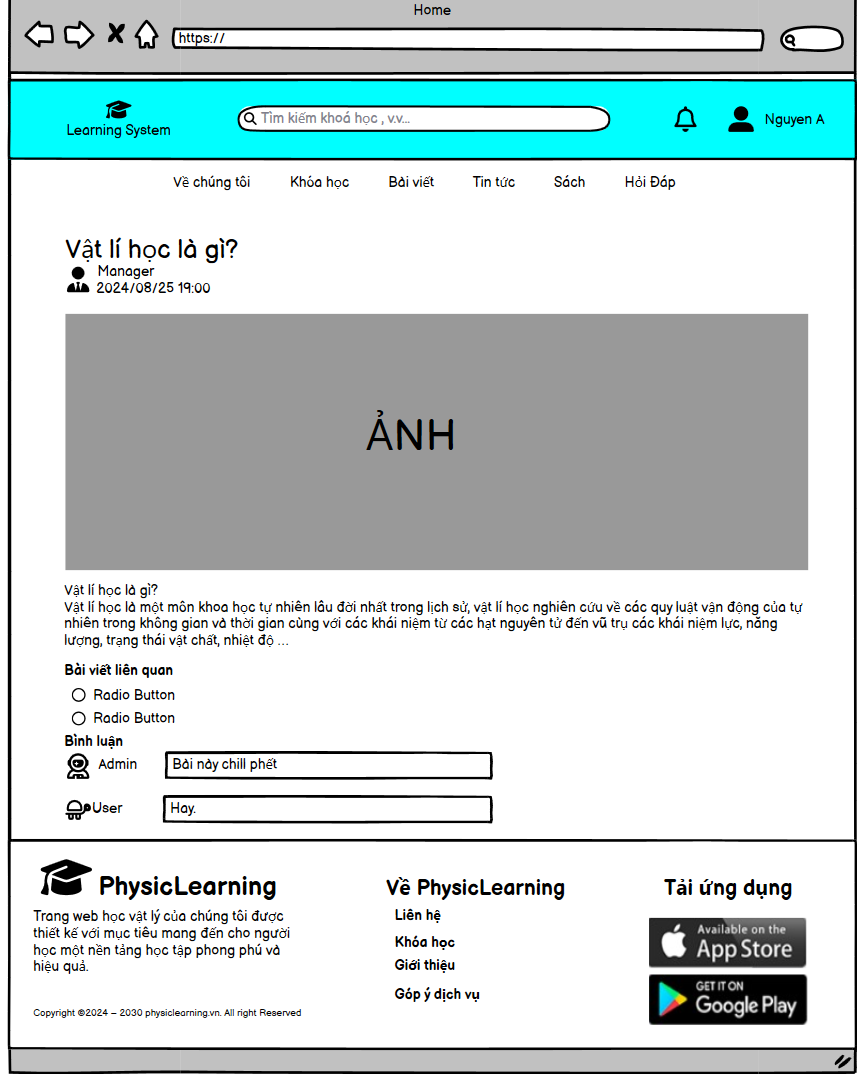 Home
https://
Learning System
Tìm kiếm khoá học , v.v...
Nguyen A
Về chúng tôi
Khóa học
Bài viết
Tin tức
Sách
Hỏi Đáp
Vật lí học là gì?
Manager
2024/08/25 19:00
ẢNH
Vật lí học là gì?
Vật lí học là một môn khoa học tự nhiên lâu đời nhất trong lịch sử, vật lí học nghiên cứu về các quy luật vận động của tự
nhiên trong không gian và thời gian cùng với các khái niệm từ các hạt nguyên tử đến vũ trụ các khái niệm lực, năng
lượng, trạng thái vật chất, nhiệt độ ...
Bài viết liên quan
Radio Button
Radio Button
Bình luận
Admin
Bài này chill phết
User
Hay.
PhysicLearning
Trang web học vật lý của chúng tôi được
thiết kế với mục tiêu mang đến cho người
học một nền tảng học tập phong phú và
hiệu quả.
Copyright ©2024 – 2030 physiclearning.vn. All right Reserved
Về PhysicLearning
Liên hệ
Khóa học
Giới thiệu
Góp ý dịch vụ
Tải ứng dụng
Available on the
App Store
GET IT ON
Google Play